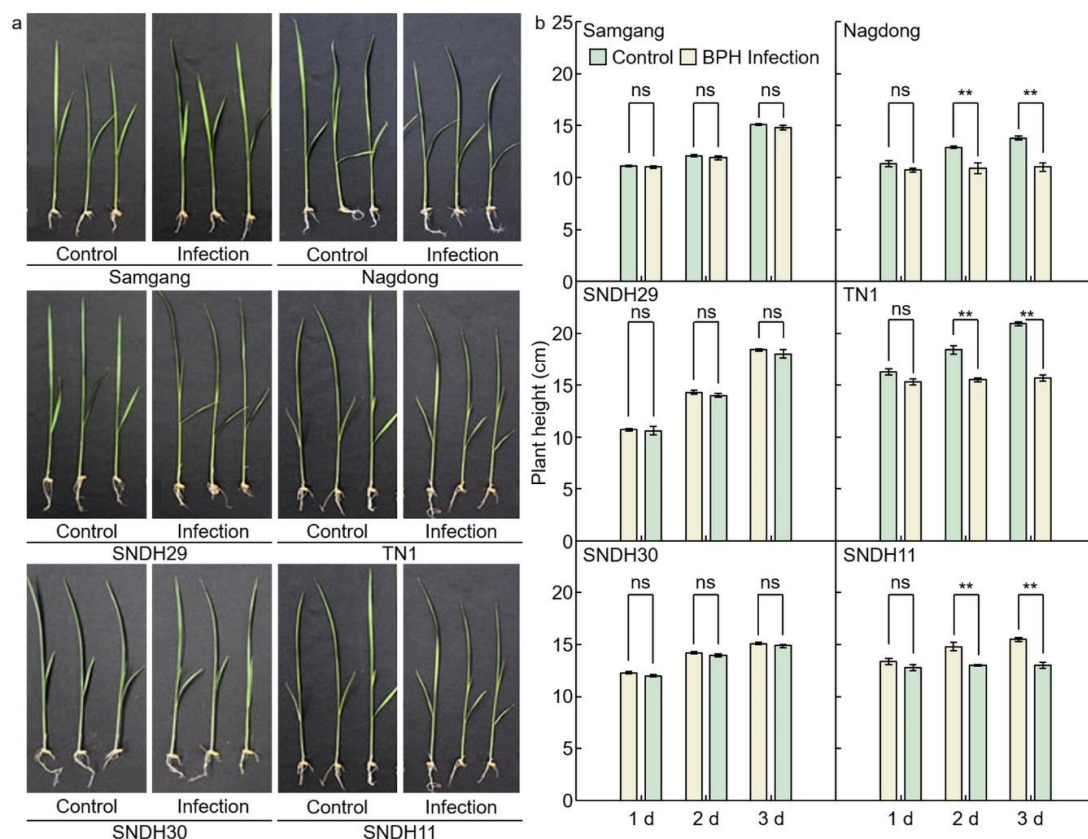 a
Control Infection Control Infection
Samgang Nagdong
Control Infection Control Infection
SNDH29 TN1
Control Infection Control Infection
SNDH30 SNDH11
b
Plant height (cm)
25 Samgang Nagdong
Control BPH Infection
20
ns ns ns ns ** **
15
10
5
0
SNDH29 TN1
ns ns ns ns ** **
20
15
10
5
0
SNDH30 SNDH11
ns ns ns ns ** **
20
15
10
5
0
1 d 2 d 3 d 1 d 2 d 3 d